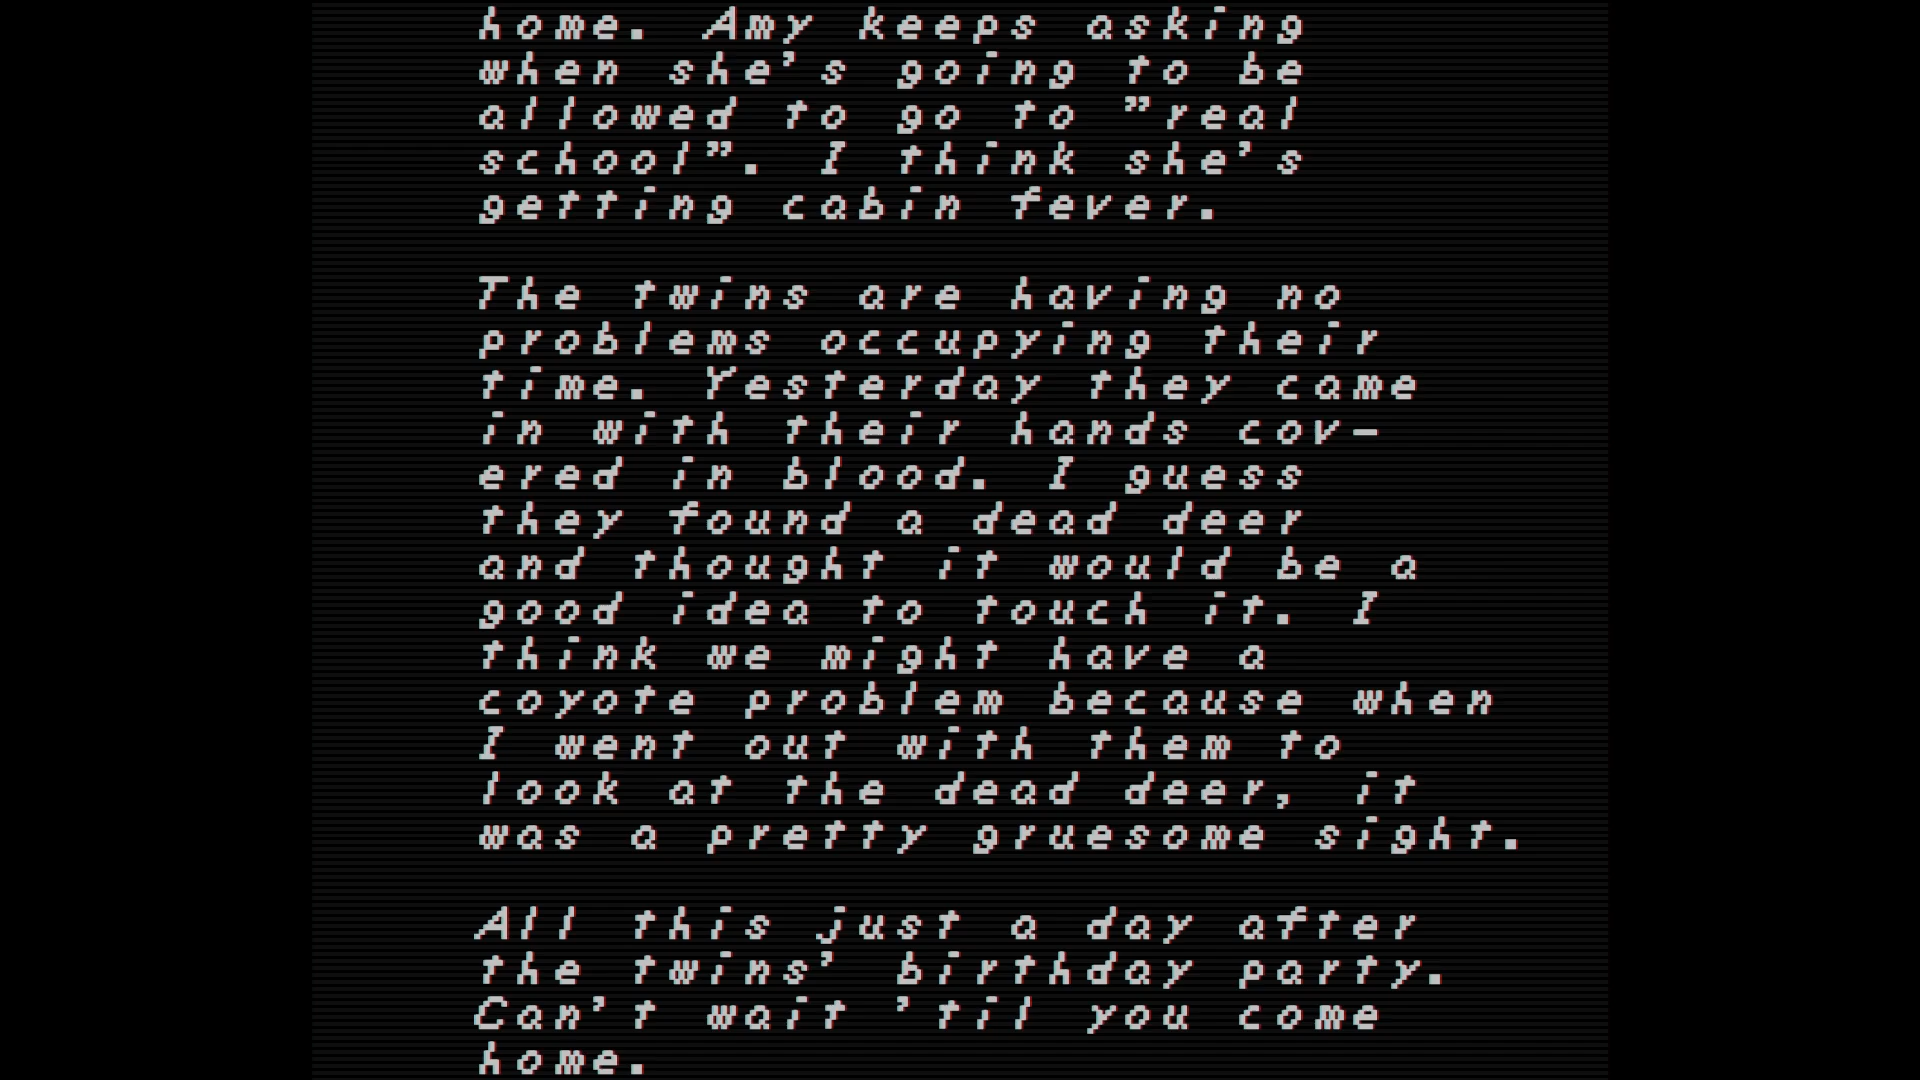 home. Amy keeps asking
when she's going to be
allowed to go to "real
school". I think she's
getting cabin fever.
The twins are having no
problems occupying their
time. Yesterday they came
in with their hands cov-
ered in blood. I guess
they found a dead deer
and thought it would be a
good idea to touch it. I
think we might have a
coyote problem because when
I went out with them to
look at the dead deer, it
was a pretty gruesome sight.
All this just a day after
the twins' birthday party.
Can't wait 'til you come
home.